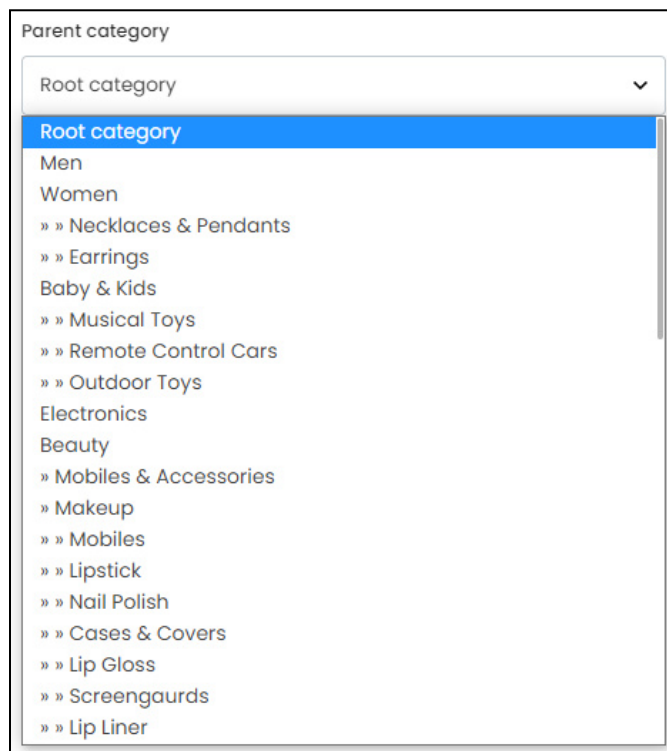 Parent category
Root category
Root category
Men
Women
» » Necklaces & Pendants
» » Earrings
Baby & Kids
» » Musical Toys
» » Remote Control Cars
» » Outdoor Toys
Electronics
Beauty
» Mobiles & Accessories
» Makeup
» » Mobiles
» » Lipstick
» » Nail Polish
» » Cases & Covers
» » Lip Gloss
» » Screengaurds
» » Lip Liner